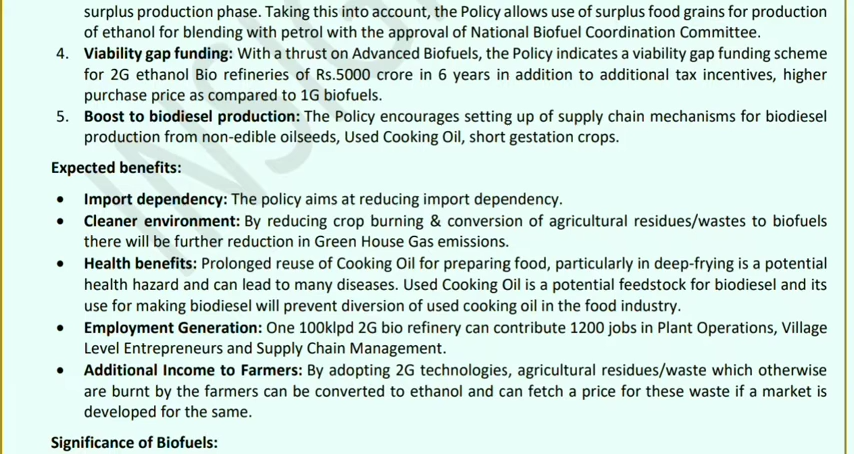 surplus production phase. Taking this into account, the Policy allows use of surplus food grains for production
of ethanol for blending with petrol with the approval of National Biofuel Coordination Committee.
4. Viability gap funding: With a thrust on Advanced Biofuels, the Policy indicates a viability gap funding scheme
for 2G ethanol Bio refineries of Rs.5000 crore in 6 years in addition to additional tax incentives, higher
purchase price as compared to 1G biofuels.
5. Boost to biodiesel production: The Policy encourages setting up of supply chain mechanisms for biodiesel
production from non-edible oilseeds, Used Cooking Oil, short gestation crops.
Expected benefits:
• Import dependency: The policy aims at reducing import dependency.
• Cleaner environment: By reducing crop burning & conversion of agricultural residues/wastes to biofuels
there will be further reduction in Green House Gas emissions.
• Health benefits: Prolonged reuse of Cooking Oil for preparing food, particularly in deep-frying is a potential
health hazard and can lead to many diseases. Used Cooking Oil is a potential feedstock for biodiesel and its
use for making biodiesel will prevent diversion of used cooking oil in the food industry.
• Employment Generation: One 100klpd 2G bio refinery can contribute 1200 jobs in Plant Operations, Village
Level Entrepreneurs and Supply Chain Management.
• Additional Income to Farmers: By adopting 2G technologies, agricultural residues/waste which otherwise
are burnt by the farmers can be converted to ethanol and can fetch a price for these waste if a market is
developed for the same.
Significance of Biofuels: